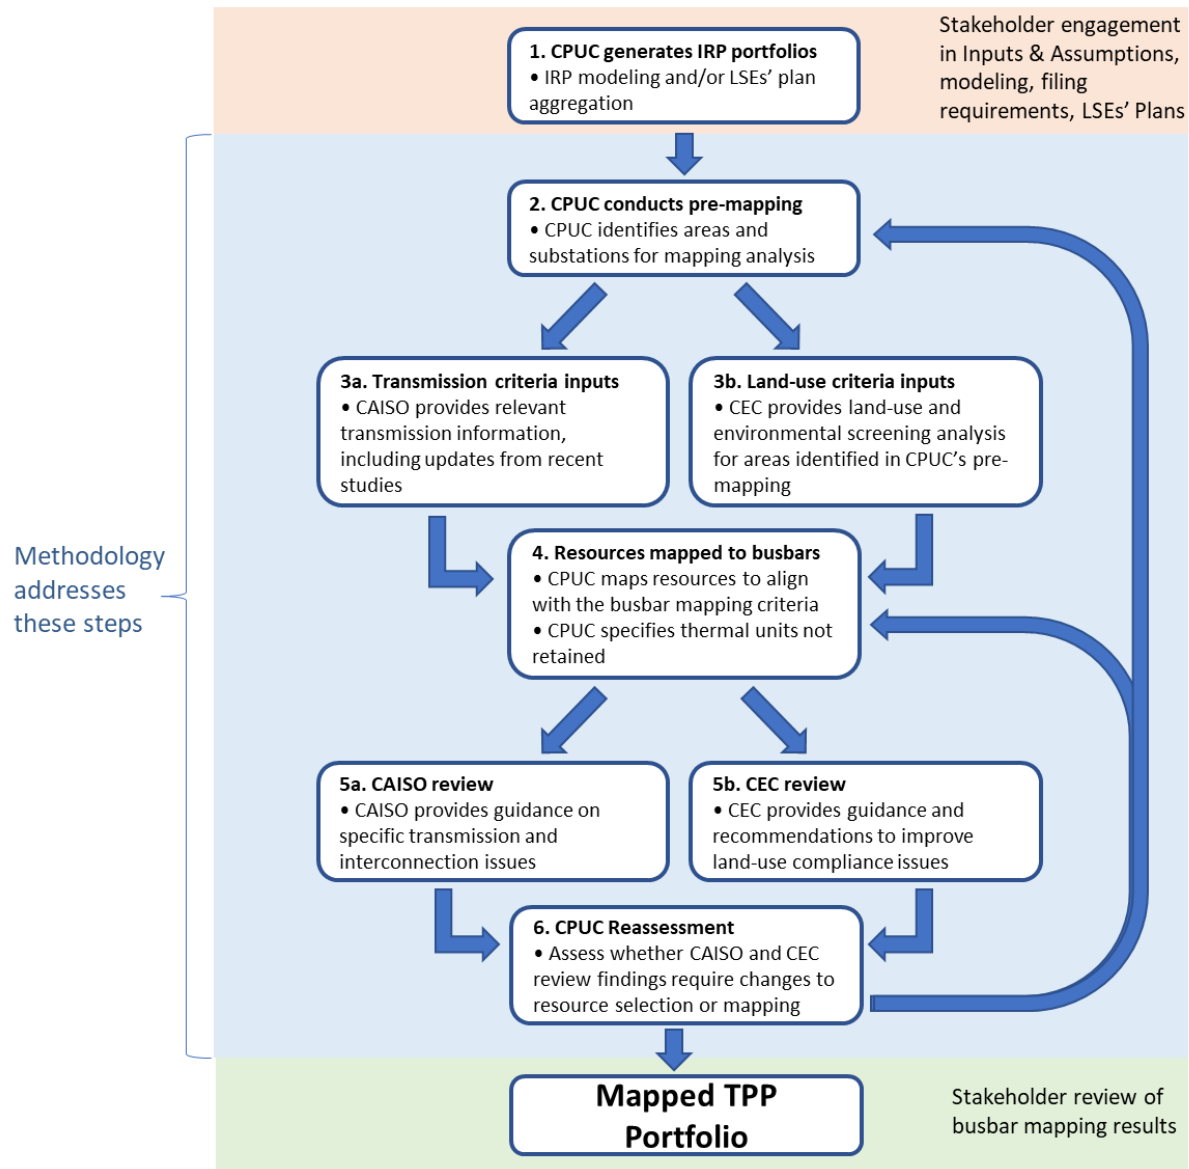 Stakeholder engagement
in Inputs & Assumptions,
modeling, filing
requirements, LSEs’ Plans
1. CPUC generates IRP portfolios
• IRP modeling and/or LSEs’ plan
aggregation
2. CPUC conducts pre-mapping
• CPUC identifies areas and
substations for mapping analysis
3a. Transmission criteria inputs
• CAISO provides relevant
transmission information,
including updates from recent
studies
3b. Land-use criteria inputs
• CEC provides land-use and
environmental screening analysis
for areas identified in CPUC’s pre-
mapping
Methodology
addresses
these steps
4. Resources mapped to busbars
• CPUC maps resources to align
with the busbar mapping criteria
• CPUC specifies thermal units not
retained
5a. CAISO review
• CAISO provides guidance on
specific transmission and
interconnection issues
5b. CEC review
• CEC provides guidance and
recommendations to improve
land-use compliance issues
6. CPUC Reassessment
• Assess whether CAISO and CEC
review findings require changes to
resource selection or mapping
Mapped TPP
Portfolio
Stakeholder review of
busbar mapping results